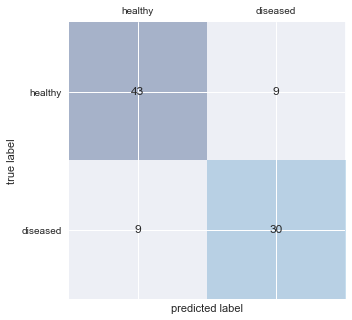 healthy diseased
healthy 43 9
true label
diseased 9 30
predicted label